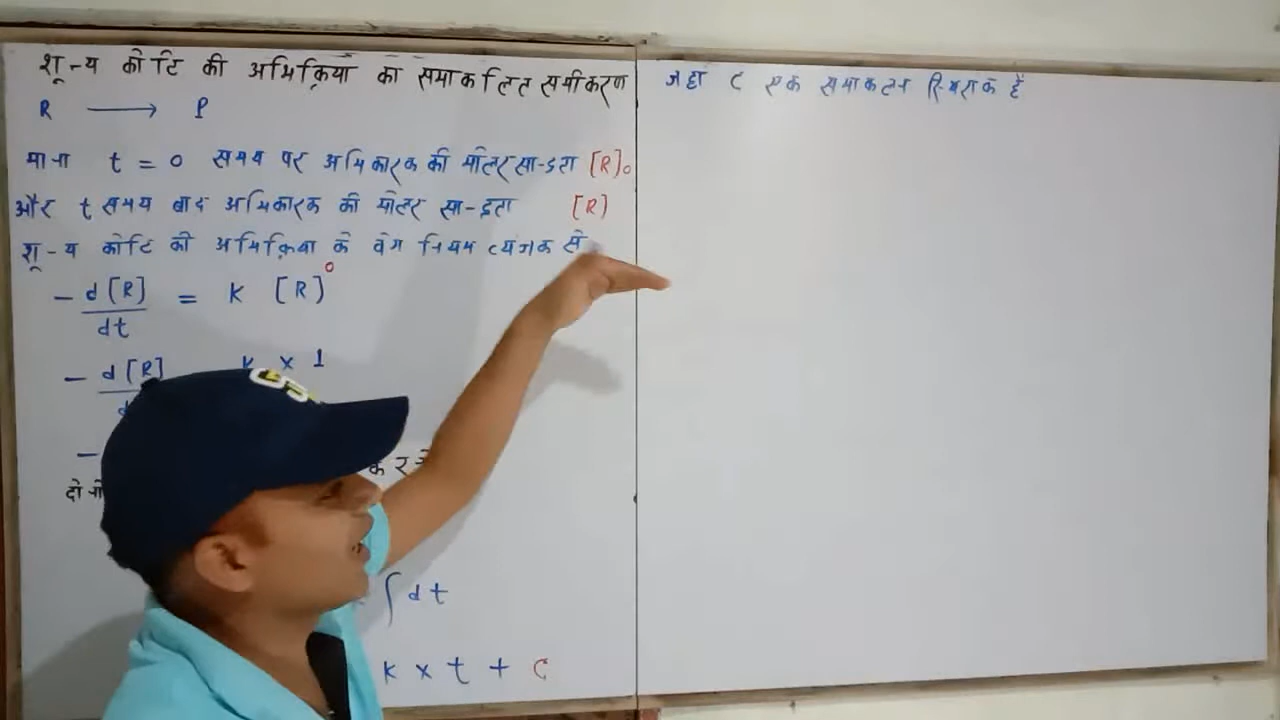 शून्य कोटि की अभिक्रिया का समाकलित समीकरण
R ⟶ P
माना t = 0 समय पर अभिकारक की मोलर सान्द्रता [R]₀
और t समय बाद अभिकारक की मोलर सान्द्रता [R]
शून्य कोटि की अभिक्रिया के वेग नियम व्यंजक से
− d[R]/dt = K [R]⁰
− d[R] K × 1
−
दोनो करने
∫ dt
K × t + C
जहां C एक समाकलन स्थिरांक है